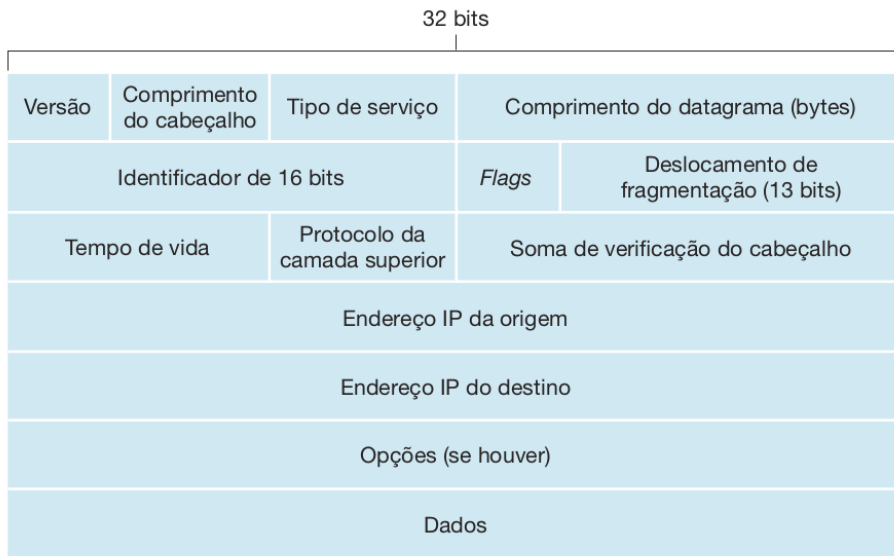 32 bits
Versão
Comprimento
do cabeçalho
Tipo de serviço
Comprimento do datagrama (bytes)
Identificador de 16 bits
Flags
Deslocamento de
fragmentação (13 bits)
Tempo de vida
Protocolo da
camada superior
Soma de verificação do cabeçalho
Endereço IP da origem
Endereço IP do destino
Opções (se houver)
Dados